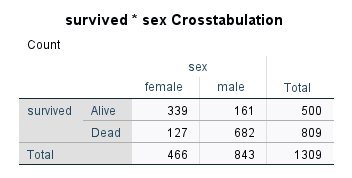 survived * sex Crosstabulation
Count
sex
female male Total
survived Alive 339 161 500
Dead 127 682 809
Total 466 843 1309